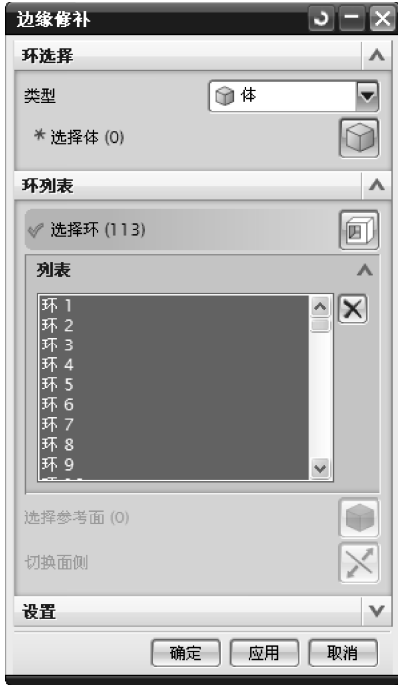 边缘修补
环选择
类型
体
* 选择体 (0)
环列表
选择环 (113)
列表
环 1
环 2
环 3
环 4
环 5
环 6
环 7
环 8
环 9
选择参考面 (0)
切换面侧
设置
确定 应用 取消